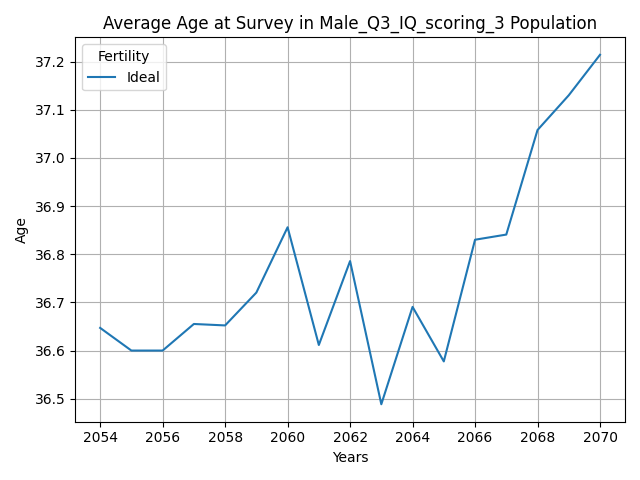 Average Age at Survey in Male_Q3_IQ_scoring_3 Population
Fertility
Ideal
37.2
37.1
37.0
36.9
36.8
36.7
36.6
36.5
Age
2054 2056 2058 2060 2062 2064 2066 2068 2070
Years